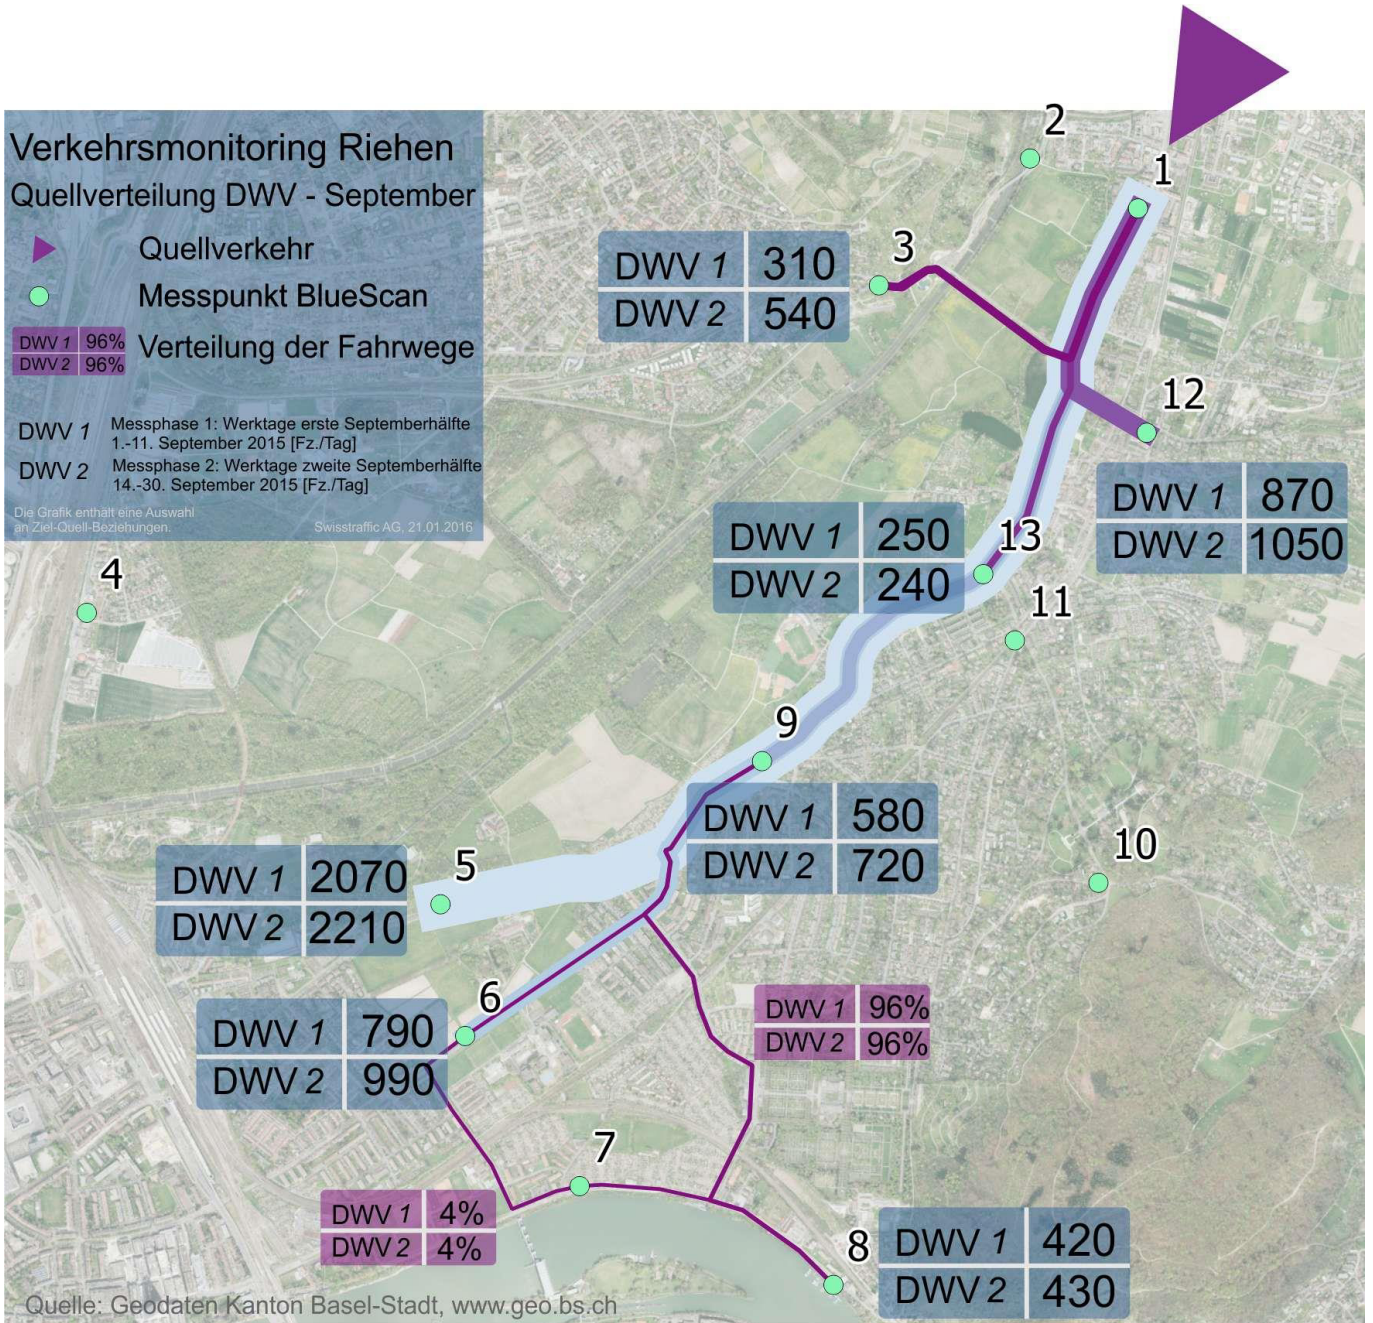 Verkehrsmonitoring Riehen
Quellverteilung DWV - September
Quellverkehr
Messpunkt BlueScan
DWV 1 96%
DWV 2 96%
Verteilung der Fahrwege
DWV 1 Messphase 1: Werktage erste Septemberhälfte
1.-11. September 2015 [Fz./Tag]
DWV 2 Messphase 2: Werktage zweite Septemberhälfte
14.-30. September 2015 [Fz./Tag]
Die Grafik enthält eine Auswahl
an Ziel-Quell-Beziehungen.
Swisstraffic AG, 21.01.2016
2
1
3
DWV 1 310
DWV 2 540
12
DWV 1 870
DWV 2 1050
DWV 1 250
DWV 2 240
13
4
11
9
DWV 1 580
DWV 2 720
10
5
DWV 1 2070
DWV 2 2210
6
DWV 1 790
DWV 2 990
DWV 1 96%
DWV 2 96%
7
DWV 1 4%
DWV 2 4%
8
DWV 1 420
DWV 2 430
Quelle: Geodaten Kanton Basel-Stadt, www.geo.bs.ch